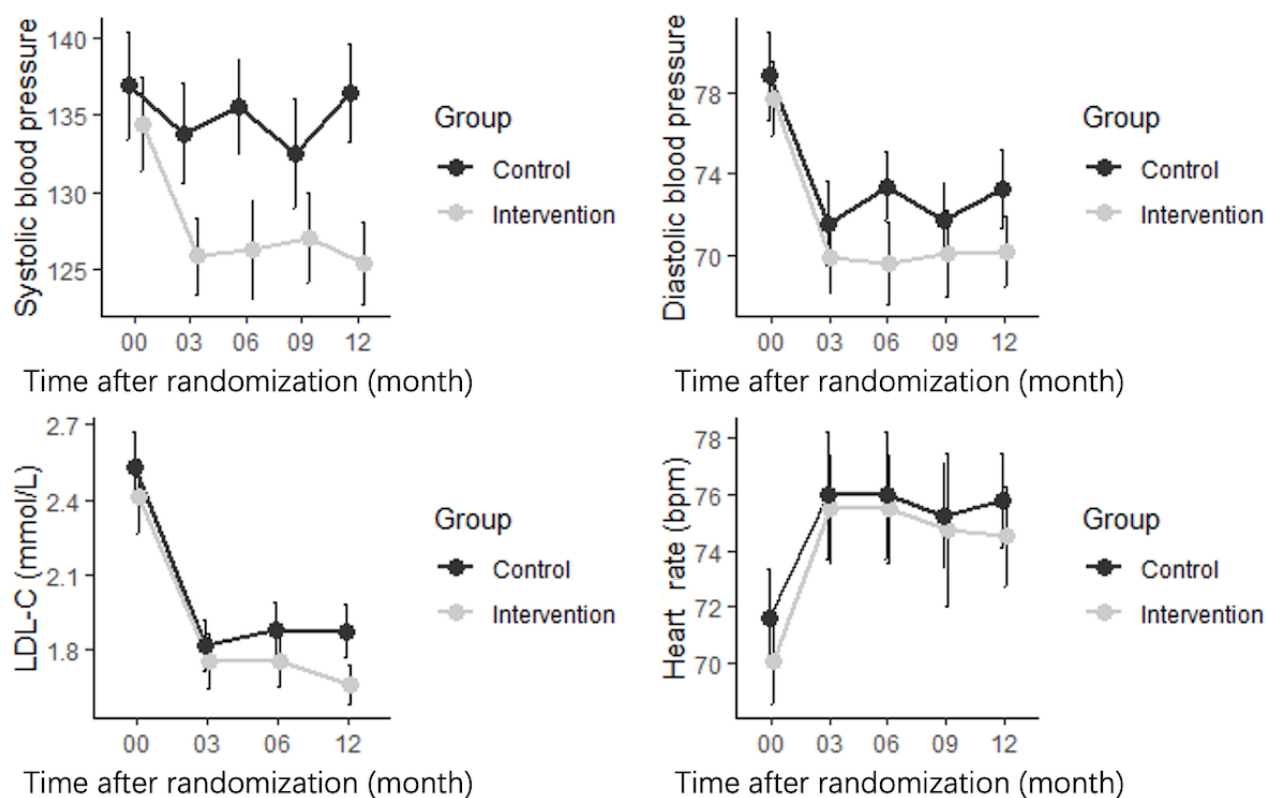 Systolic blood pressure
140
135
130
125
00 03 06 09 12
Time after randomization (month)
Group
Control
Intervention
Diastolic blood pressure
78
74
70
00 03 06 09 12
Time after randomization (month)
Group
Control
Intervention
LDL-C (mmol/L)
2.7
2.4
2.1
1.8
00 03 06 12
Time after randomization (month)
Group
Control
Intervention
Heart rate (bpm)
78
76
74
72
70
00 03 06 09 12
Time after randomization (month)
Group
Control
Intervention